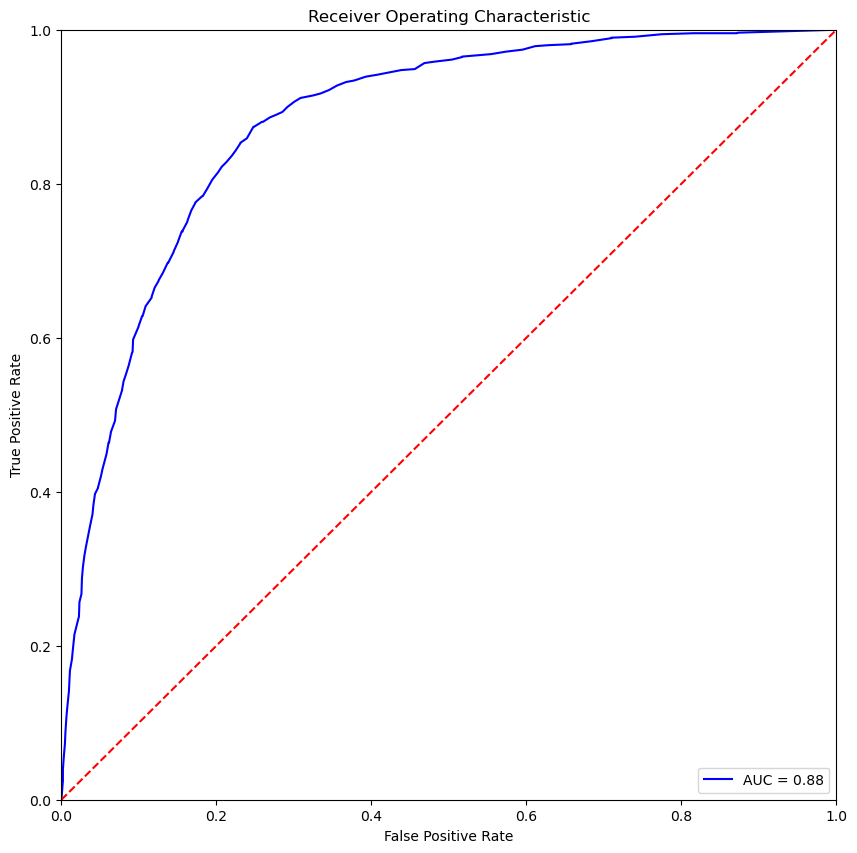 Receiver Operating Characteristic
1.0
0.8
0.6
0.4
0.2
0.0
True Positive Rate
AUC = 0.88
0.0 0.2 0.4 0.6 0.8 1.0
False Positive Rate